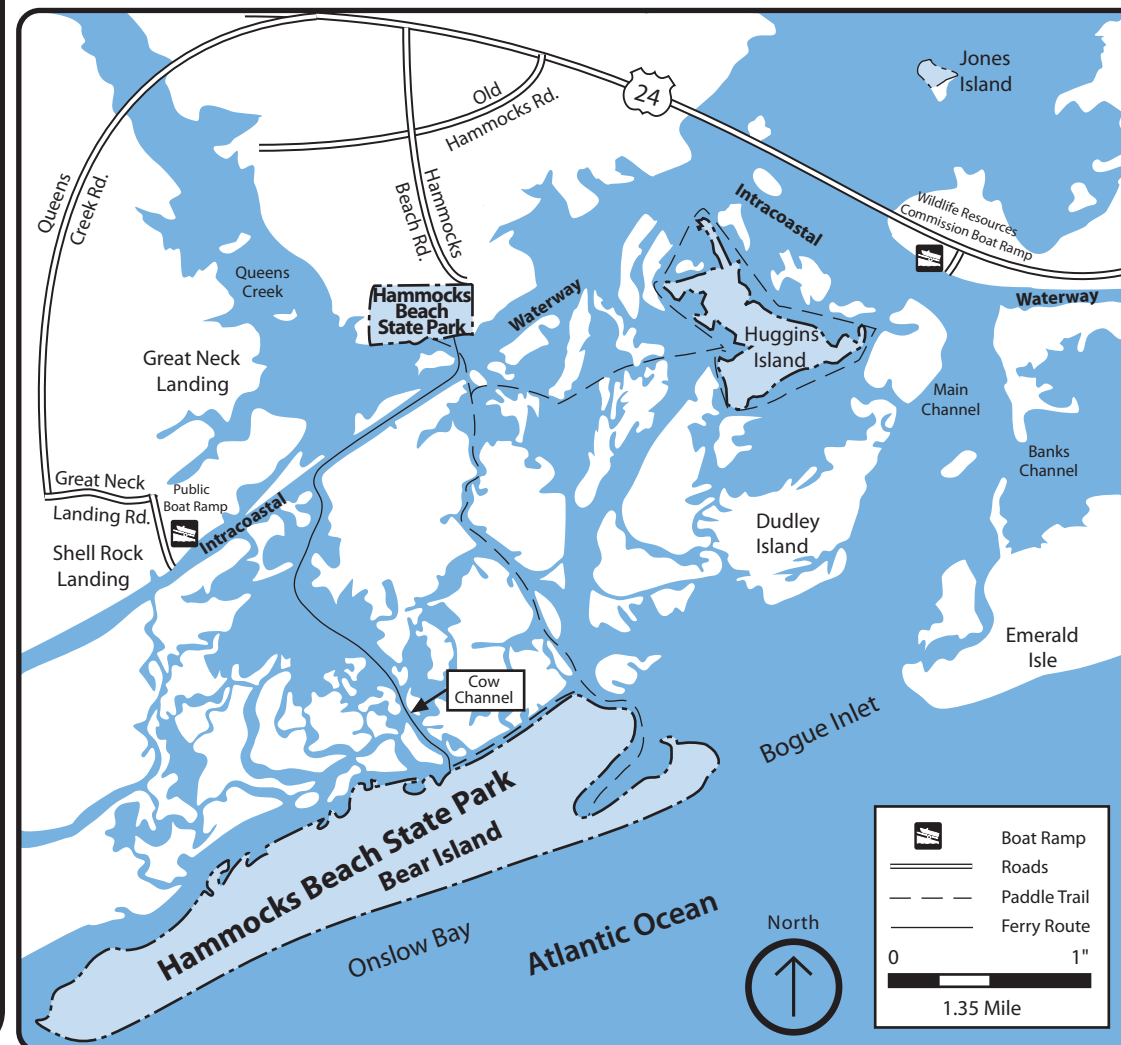 Jones
Island
24
Old
Hammocks Rd.
Queens
Creek Rd.
Hammocks
Beach Rd.
Intracoastal
Wildlife Resources
Commission Boat Ramp
Queens
Creek
Hammocks
Beach
State Park
Waterway
Waterway
Huggins
Island
Great Neck
Landing
Main
Channel
Banks
Channel
Great Neck
Landing Rd.
Public
Boat Ramp
Intracoastal
Shell Rock
Landing
Dudley
Island
Emerald
Isle
Cow
Channel
Bogue Inlet
Hammocks Beach State Park
Bear Island
Onslow Bay
Atlantic Ocean
North
Boat Ramp
Roads
Paddle Trail
Ferry Route
0 1"
1.35 Mile